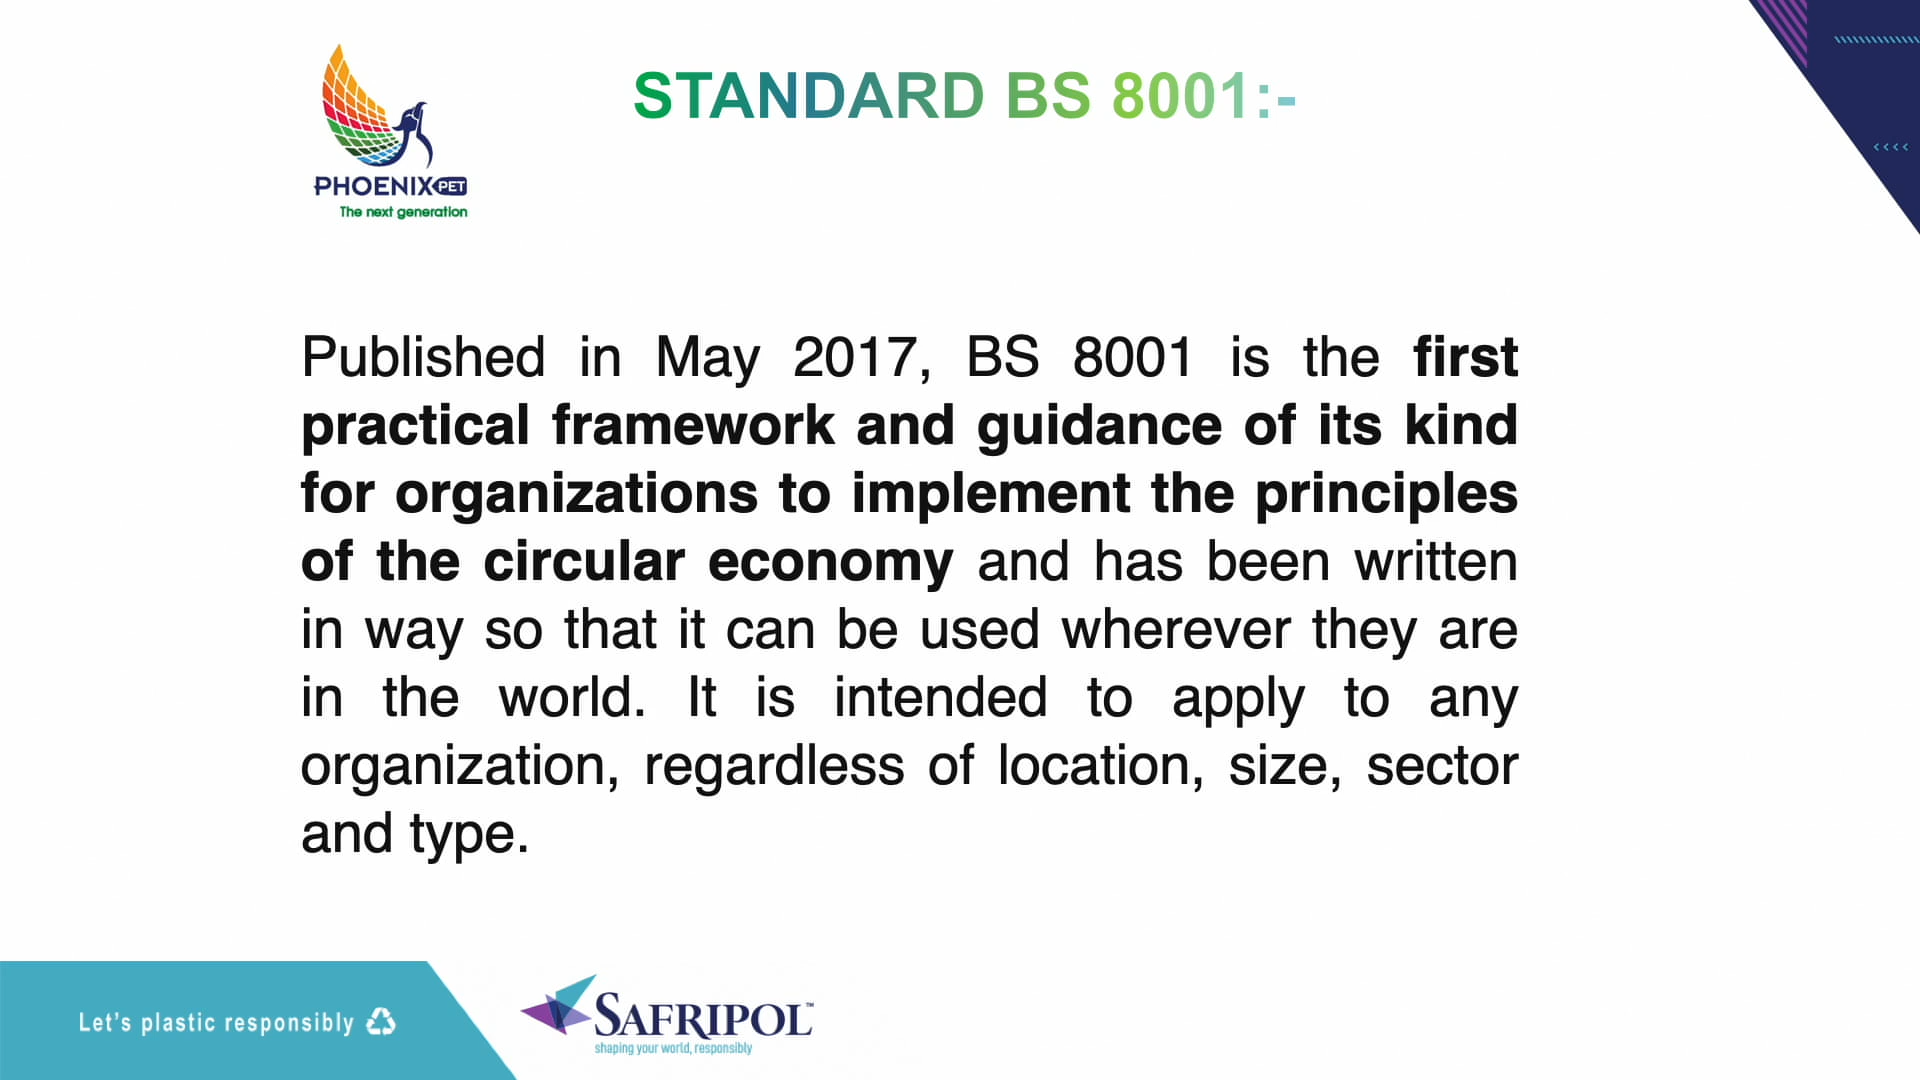 STANDARD BS 8001:-
PHOENIX PET
The next generation
Published in May 2017, BS 8001 is the first
practical framework and guidance of its kind
for organizations to implement the principles
of the circular economy and has been written
in way so that it can be used wherever they are
in the world. It is intended to apply to any
organization, regardless of location, size, sector
and type.
Let's plastic responsibly
SAFRIPOL™
shaping your world, responsibly